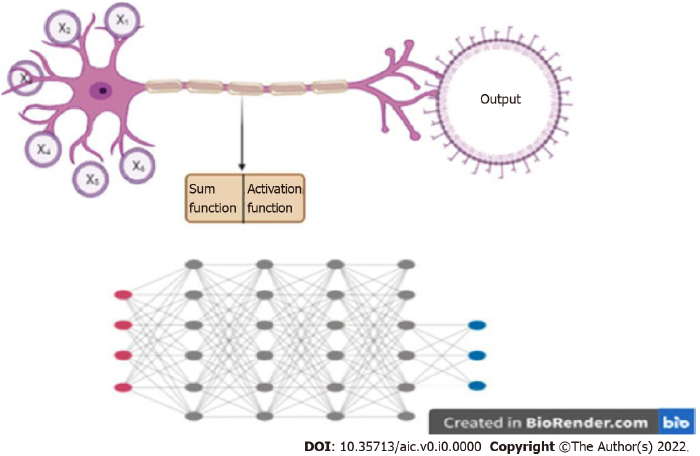 X₂
X₁
X₃
X₄
X₅
X₆
Output
Sum function
Activation function
Created in BioRender.com bio
DOI: 10.35713/aic.v0.i0.0000 Copyright ©The Author(s) 2022.